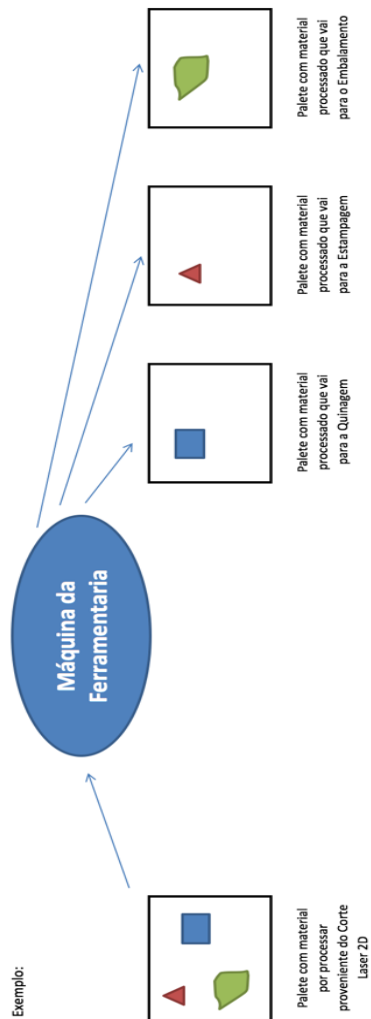 Exemplo:
Máquina da
Ferramentaria
Palete com material
por processar
proveniente do Corte
Laser 2D
Palete com material
processado que vai
para a Quinagem
Palete com material
processado que vai
para a Estampagem
Palete com material
processado que vai
para o Embalamento